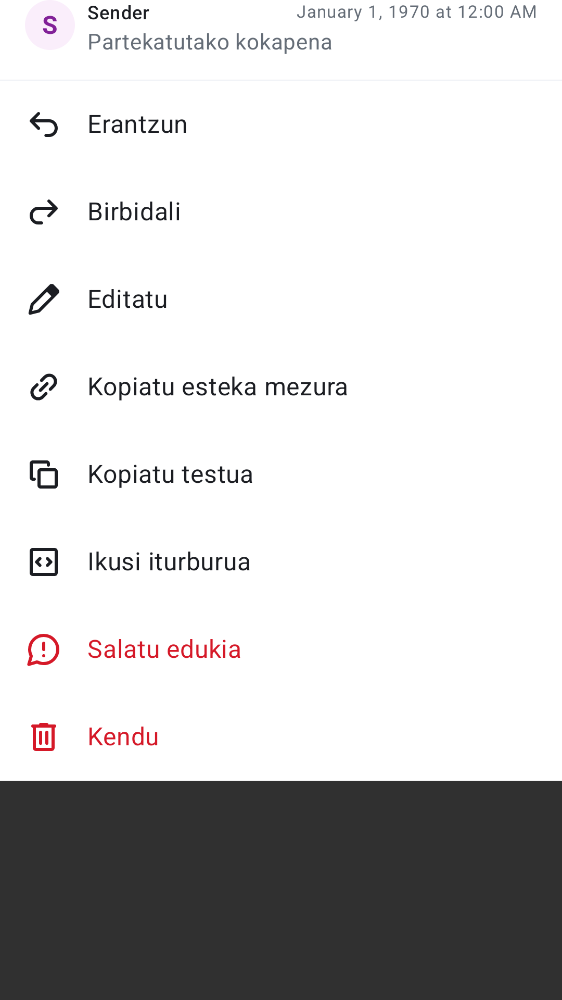 S
Sender
January 1, 1970 at 12:00 AM
Partekatutako kokapena
Erantzun
Birbidali
Editatu
Kopiatu esteka mezura
Kopiatu testua
Ikusi iturburua
Salatu edukia
Kendu